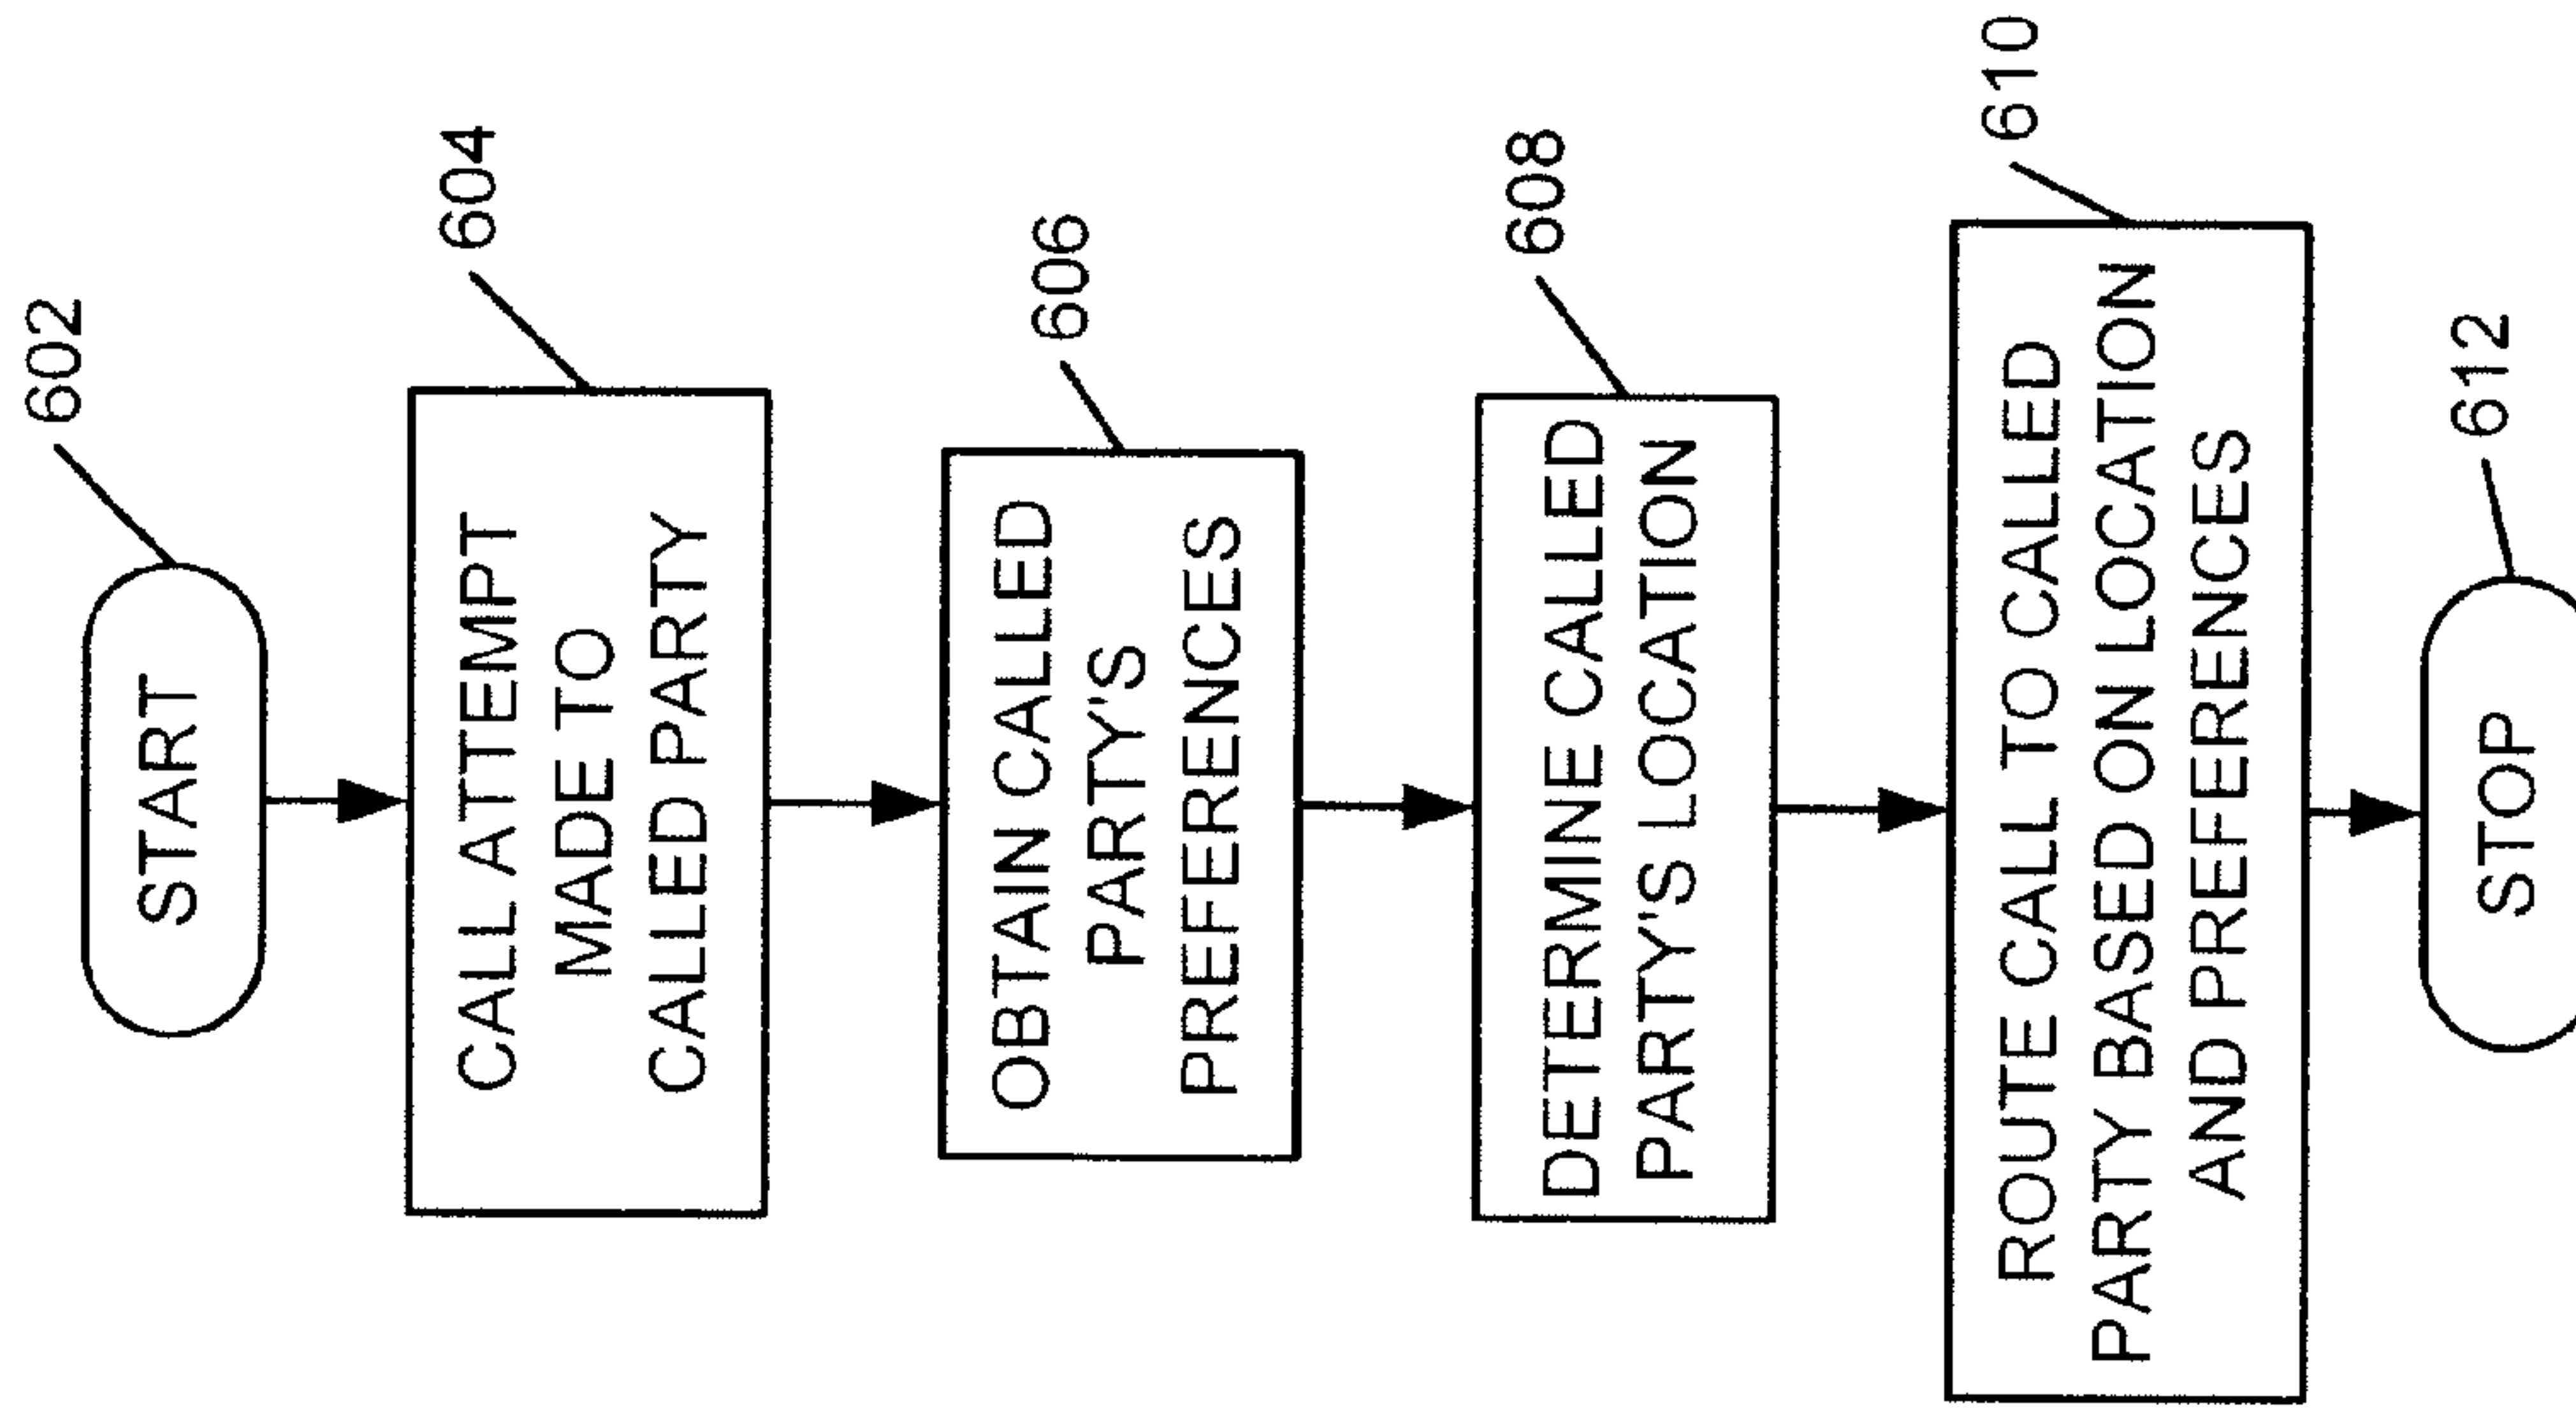 602
START
604
CALL ATTEMPT
MADE TO
CALLED PARTY
606
OBTAIN CALLED
PARTY'S
PREFERENCES
608
DETERMINE CALLED
PARTY'S LOCATION
610
ROUTE CALL TO CALLED
PARTY BASED ON LOCATION
AND PREFERENCES
612
STOP